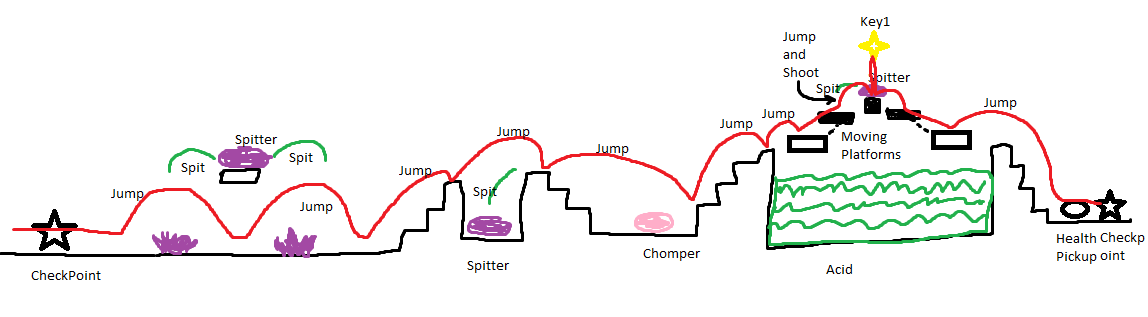 Key1
Jump
and
Shoot
Spitter
Spit
Jump
Jump
Jump
Moving
Platforms
Spitter
Spit
Spit
Jump
Jump
Jump
Jump
Jump
Spit
CheckPoint
Spitter
Chomper
Acid
Health Checkp
Pickup oint